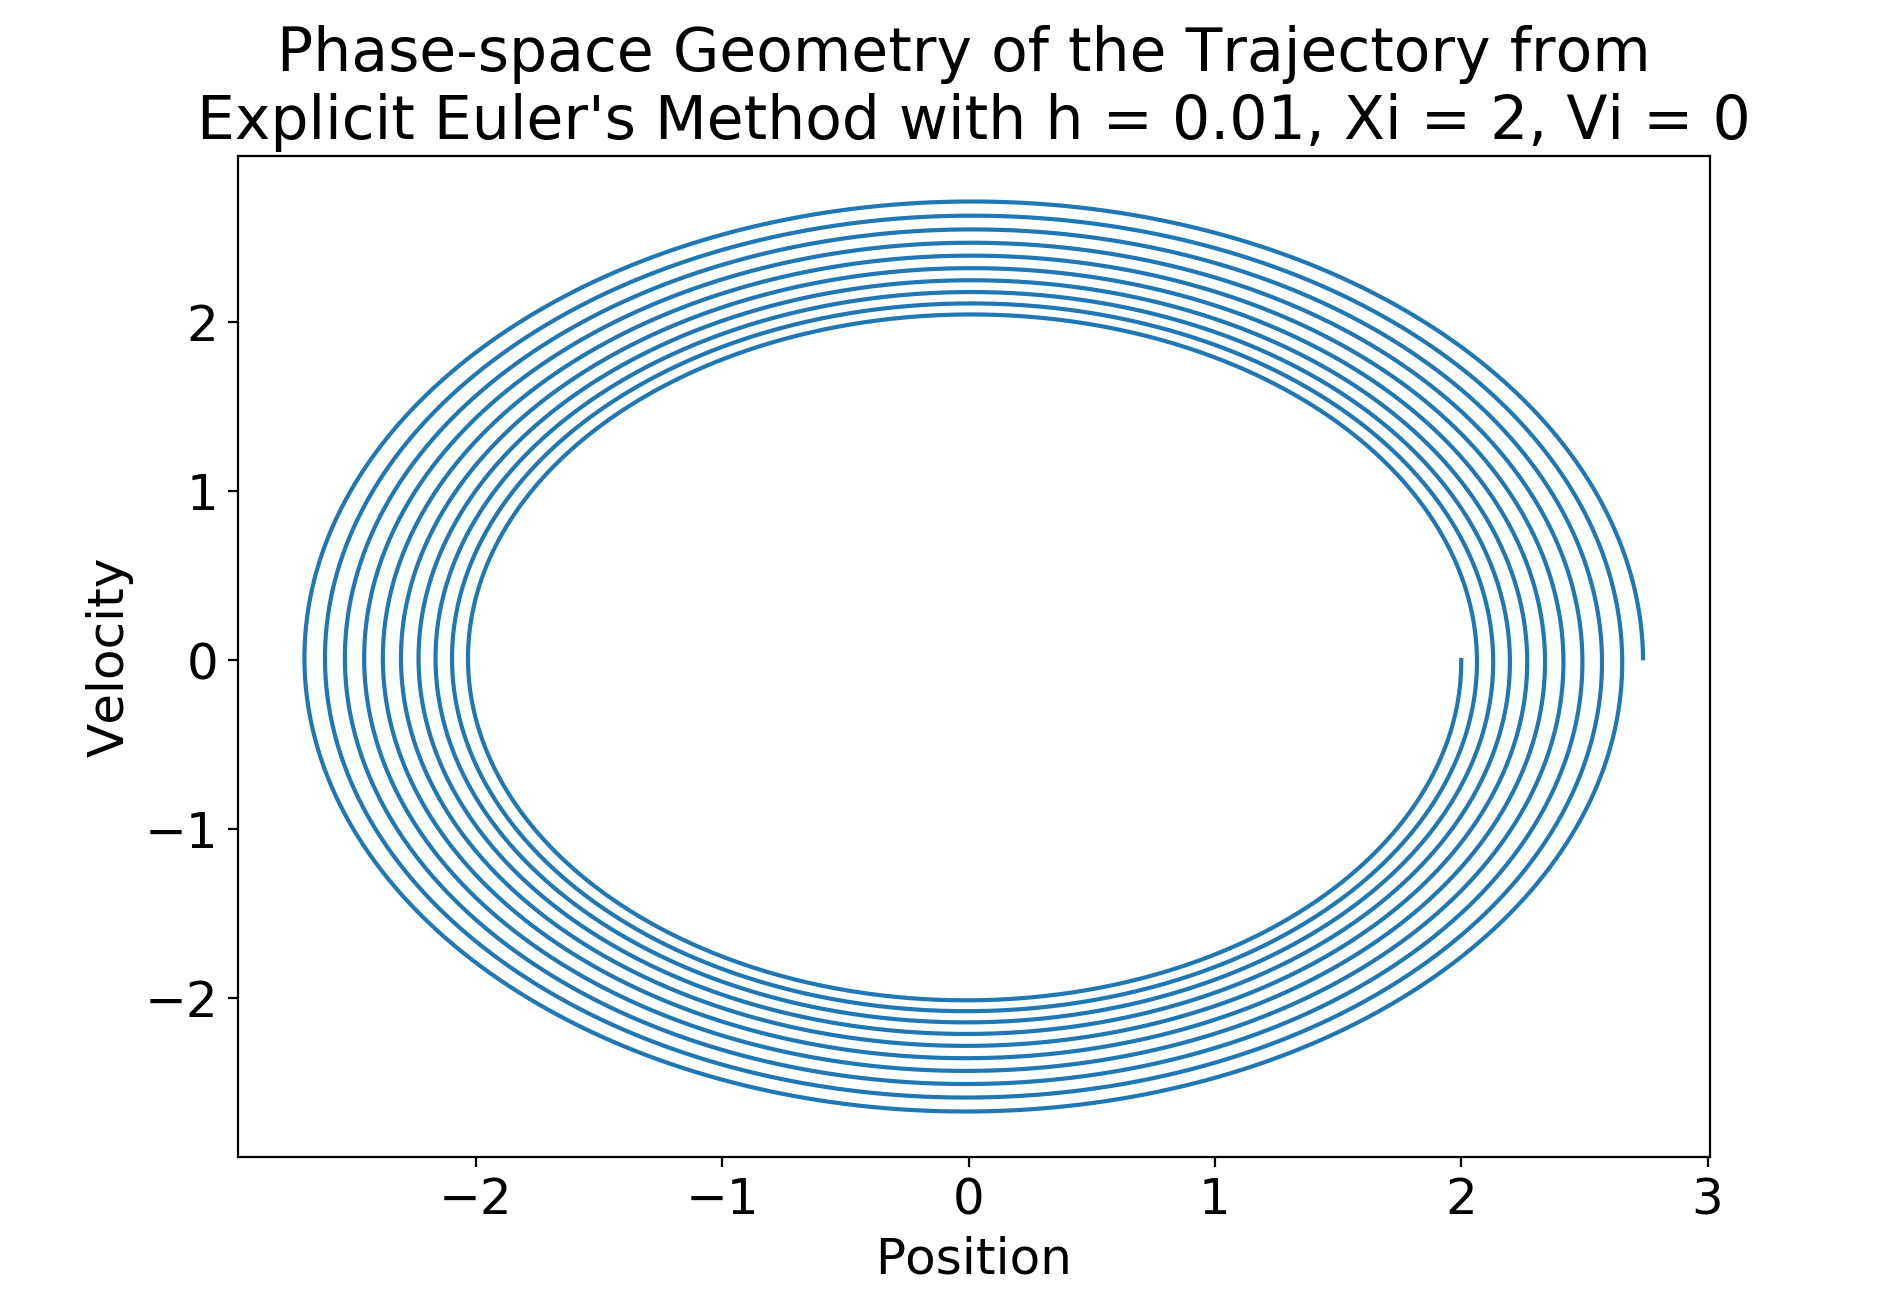 Phase-space Geometry of the Trajectory from
Explicit Euler's Method with h = 0.01, Xi = 2, Vi = 0
2
1
0
−1
−2
Velocity
−2 −1 0 1 2 3
Position